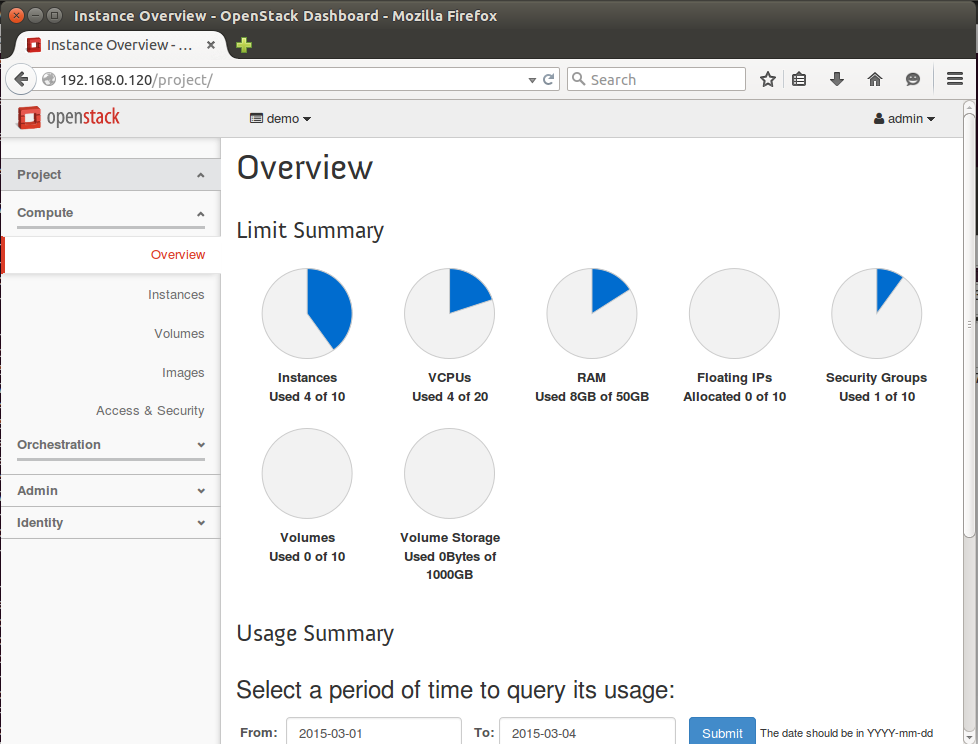 Instance Overview - OpenStack Dashboard - Mozilla Firefox
Instance Overview - ...
192.168.0.120/project/
Search
openstack
demo
admin
Project
Compute
Overview
Instances
Volumes
Images
Access & Security
Orchestration
Admin
Identity
Overview
Limit Summary
Instances
Used 4 of 10
VCPUs
Used 4 of 20
RAM
Used 8GB of 50GB
Floating IPs
Allocated 0 of 10
Security Groups
Used 1 of 10
Volumes
Used 0 of 10
Volume Storage
Used 0Bytes of
1000GB
Usage Summary
Select a period of time to query its usage:
From: 2015-03-01 To: 2015-03-04 Submit The date should be in YYYY-mm-dd